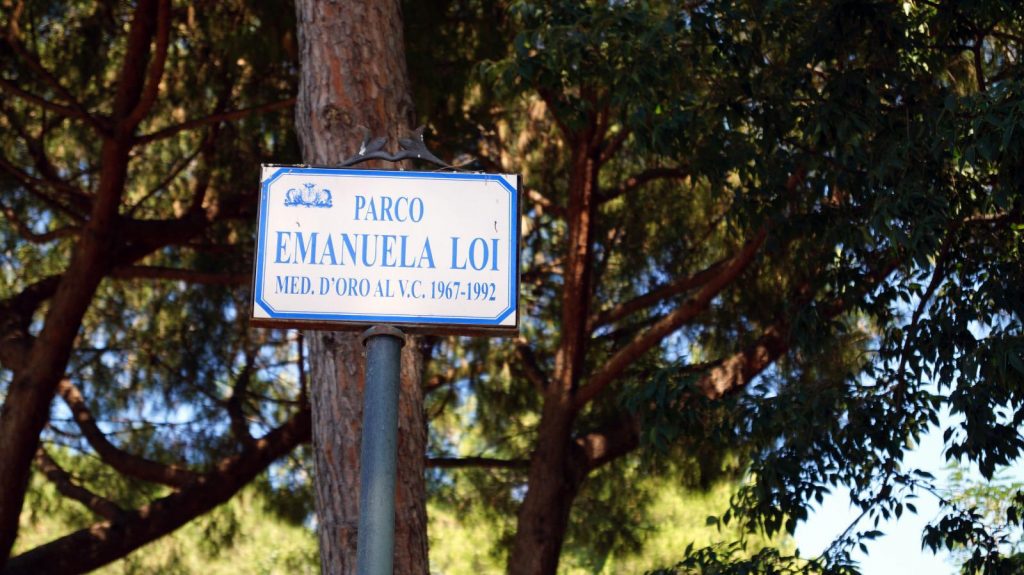 PARCO
EMANUELA LOI
MED. D'ORO AL V.C. 1967-1992